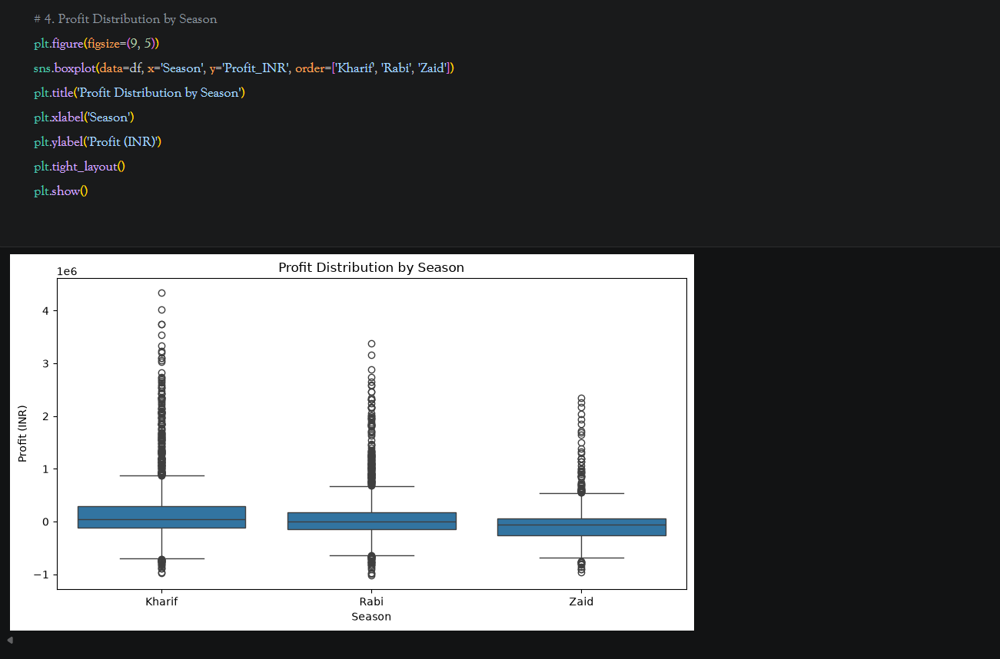 # 4. Profit Distribution by Season
plt.figure(figsize=(9, 5))
sns.boxplot(data=df, x='Season', y='Profit_INR', order=['Kharif', 'Rabi', 'Zaid'])
plt.title('Profit Distribution by Season')
plt.xlabel('Season')
plt.ylabel('Profit (INR)')
plt.tight_layout()
plt.show()
Profit Distribution by Season
1e6
4
3
2
1
0
−1
Profit (INR)
Kharif Rabi Zaid
Season